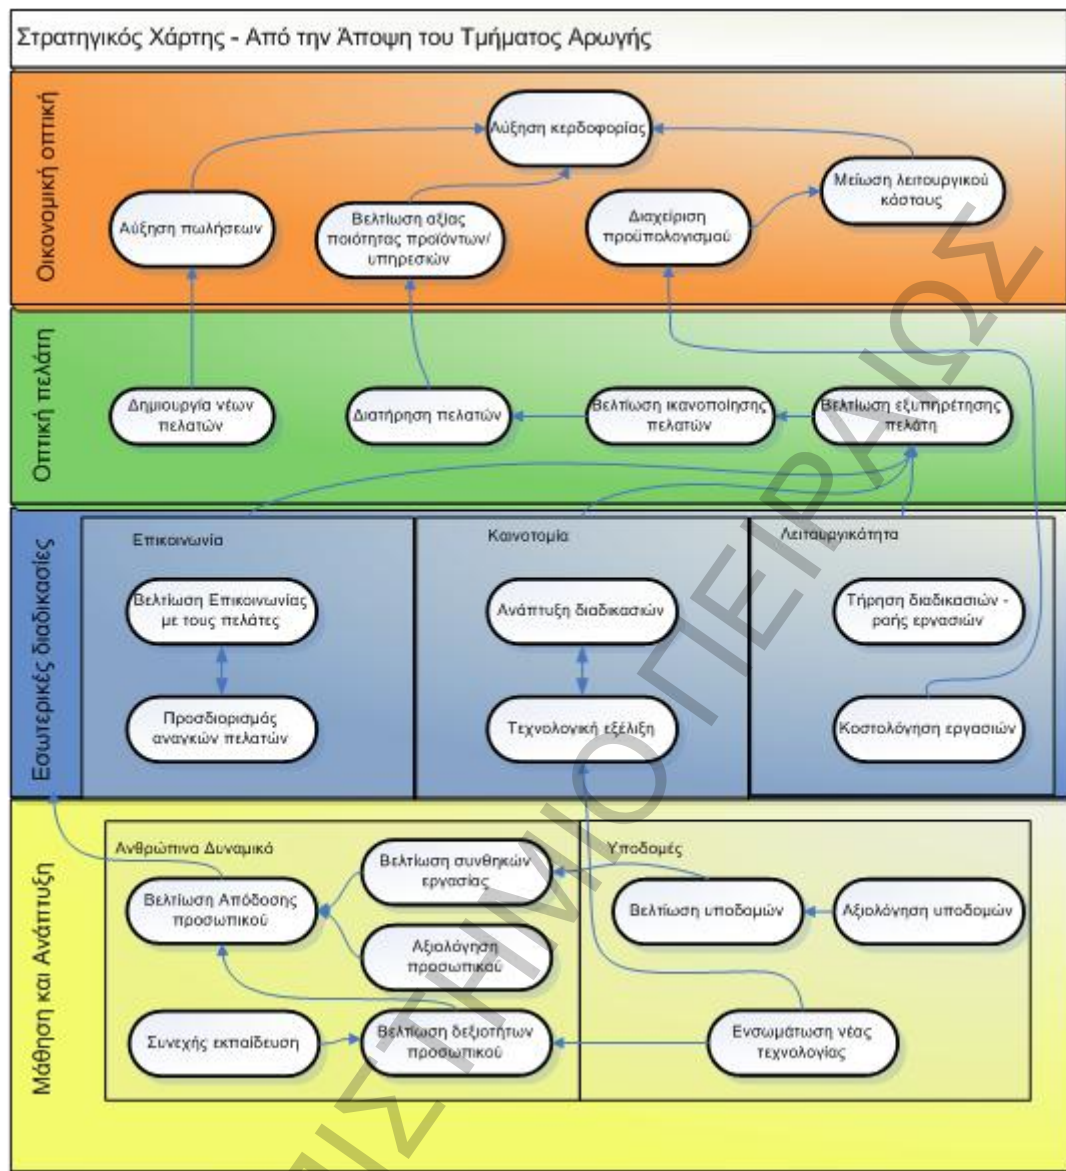 Στρατηγικός Χάρτης - Από την Άποψη του Τμήματος Αρωγής
Οικονομική οπτική
Αύξηση κερδοφορίας
Μείωση λειτουργικού
κόστους
Αύξηση πωλήσεων
Βελτίωση αξίας
ποιότητας προϊόντων/
υπηρεσιών
Διαχείριση
προϋπολογισμού
Οπτική πελάτη
Δημιουργία νέων
πελατών
Διατήρηση πελατών
Βελτίωση ικανοποίησης
πελατών
Βελτίωση εξυπηρέτησης
πελάτη
Εσωτερικές διαδικασίες
Επικοινωνία
Βελτίωση Επικοινωνίας
με τους πελάτες
Προσδιορισμός
αναγκών πελατών
Καινοτομία
Ανάπτυξη διαδικασιών
Τεχνολογική εξέλιξη
Λειτουργικότητα
Τήρηση διαδικασιών -
ροής εργασιών
Κοστολόγηση εργασιών
Μάθηση και Ανάπτυξη
Ανθρώπινο Δυναμικό
Βελτίωση Απόδοσης
προσωπικού
Βελτίωση συνθηκών
εργασίας
Αξιολόγηση
προσωπικού
Συνεχής εκπαίδευση
Βελτίωση δεξιοτήτων
προσωπικού
Υποδομές
Βελτίωση υποδομών
Αξιολόγηση υποδομών
Ενσωμάτωση νέας
τεχνολογίας
ΠΕΙΡΑΙΩΣ